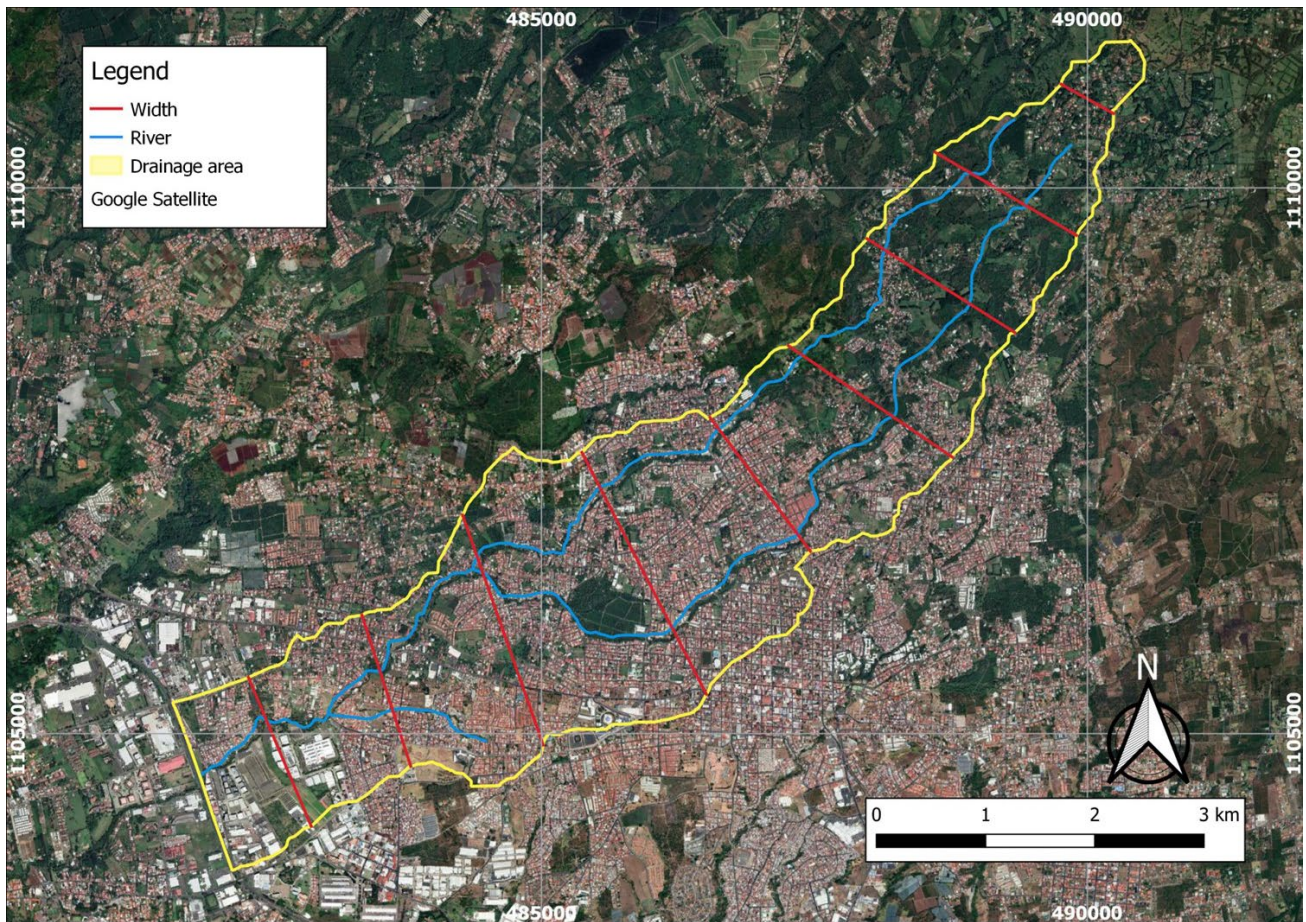 485000
490000
Legend
Width
River
Drainage area
Google Satellite
1110000
1110000
1105000
1105000
N
0 1 2 3 km
485000
490000